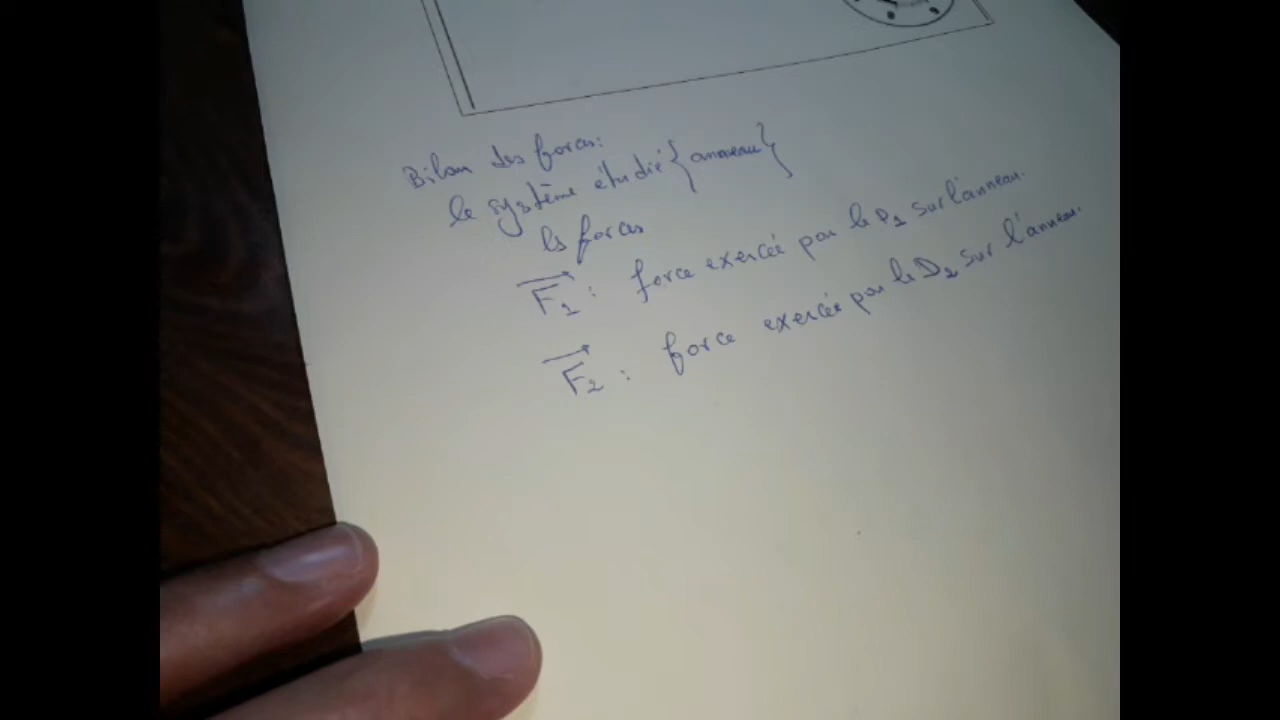 Bilan des forces:
le système étudié {anneau}
ls forces
F₁ : force exercée par le D₁ sur l'anneau.
F₂ : force exercée par le D₂ sur l'anneau.